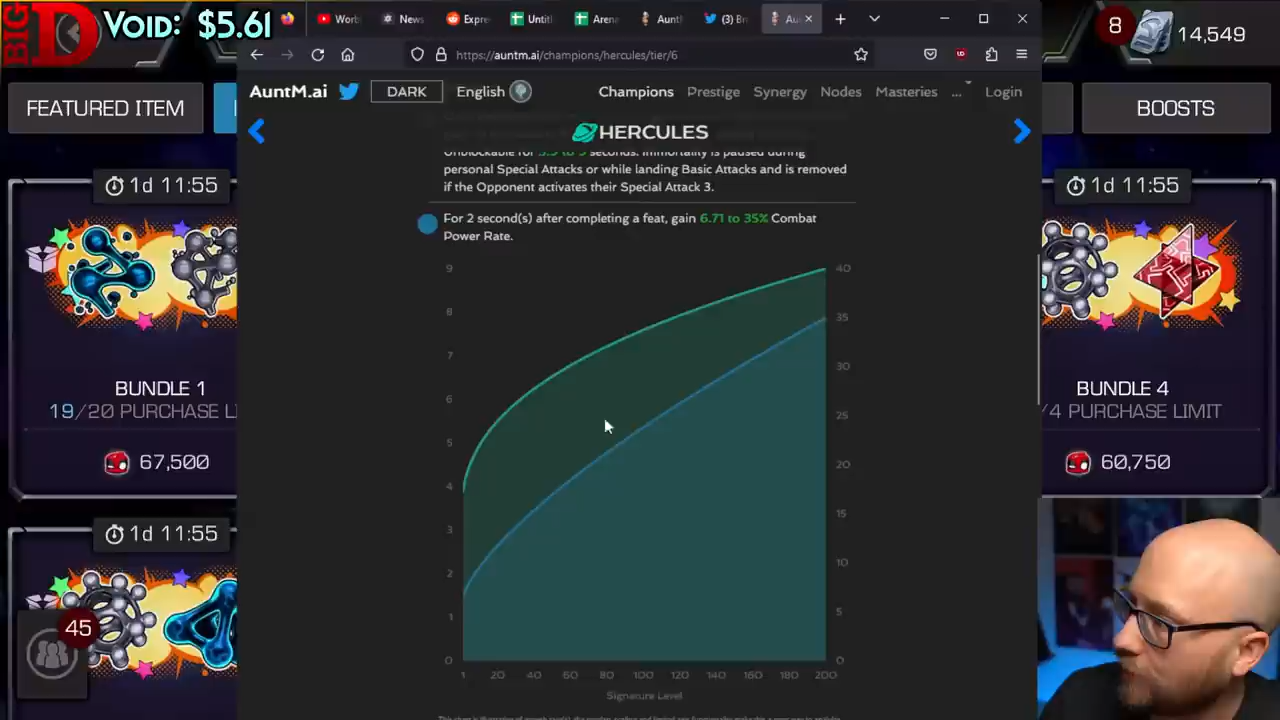 BIG D
VOID: $5.61
Worb
News
Expre
Untitl
Arena
Aunt
(3) Br
Au
https://auntm.ai/champions/hercules/tier/6
8
14,549
AuntM.ai
DARK
English
Champions
Prestige
Synergy
Nodes
Masteries
...
Login
FEATURED ITEM
BOOSTS
HERCULES
Unblockable for
seconds. Immortality is paused during
personal Special Attacks or while landing Basic Attacks and is removed
if the Opponent activates their Special Attack 3.
For 2 second(s) after completing a feat, gain 6.71 to 35% Combat
Power Rate.
1d 11:55
1d 11:55
BUNDLE 1
19/20 PURCHASE LI
67,500
BUNDLE 4
/4 PURCHASE LIMIT
60,750
1d 11:55
1d 11:55
45
9
8
7
6
5
4
3
2
1
0
40
35
30
25
20
15
10
5
0
1 20 40 60 80 100 120 140 160 180 200
Signature Level